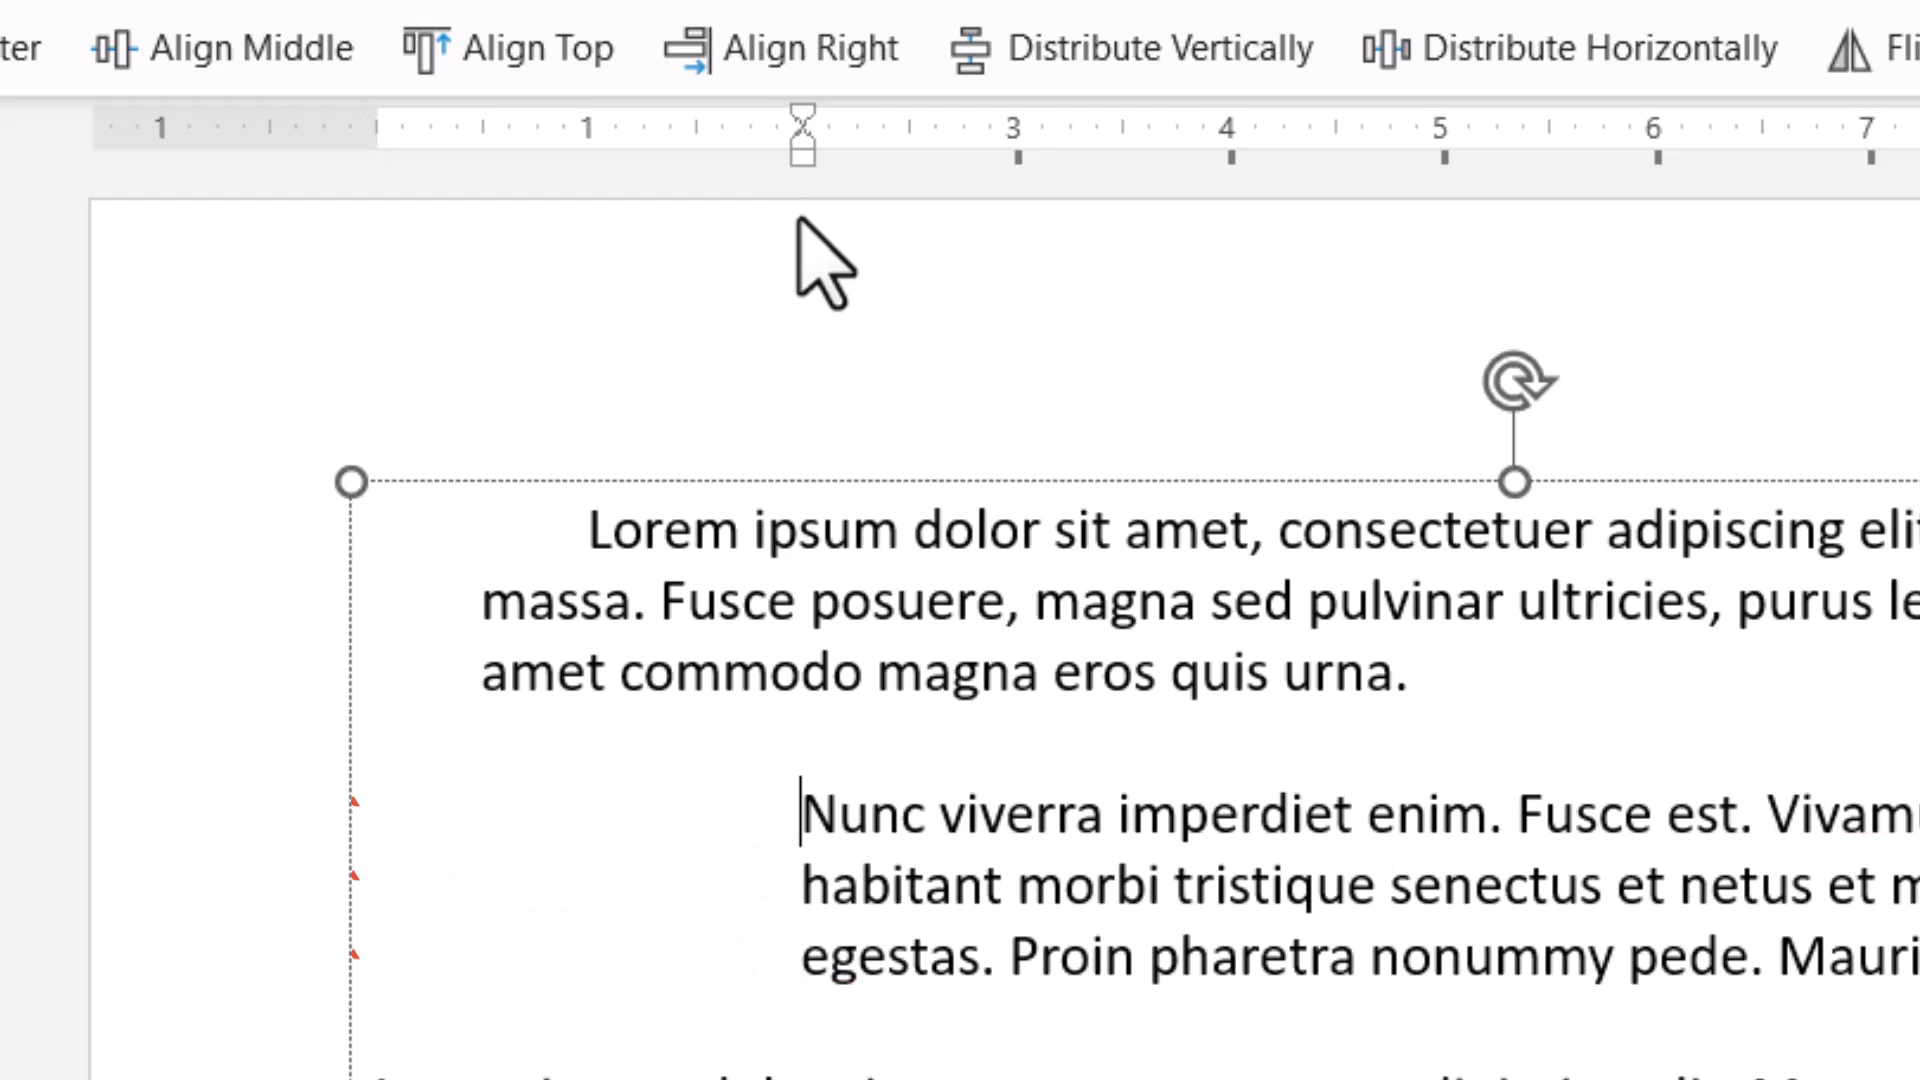 ter Align Middle Align Top Align Right Distribute Vertically Distribute Horizontally Fli
1 1 3 4 5 6 7
Lorem ipsum dolor sit amet, consectetuer adipiscing elit
massa. Fusce posuere, magna sed pulvinar ultricies, purus le
amet commodo magna eros quis urna.
Nunc viverra imperdiet enim. Fusce est. Vivam
habitant morbi tristique senectus et netus et m
egestas. Proin pharetra nonummy pede. Mauri